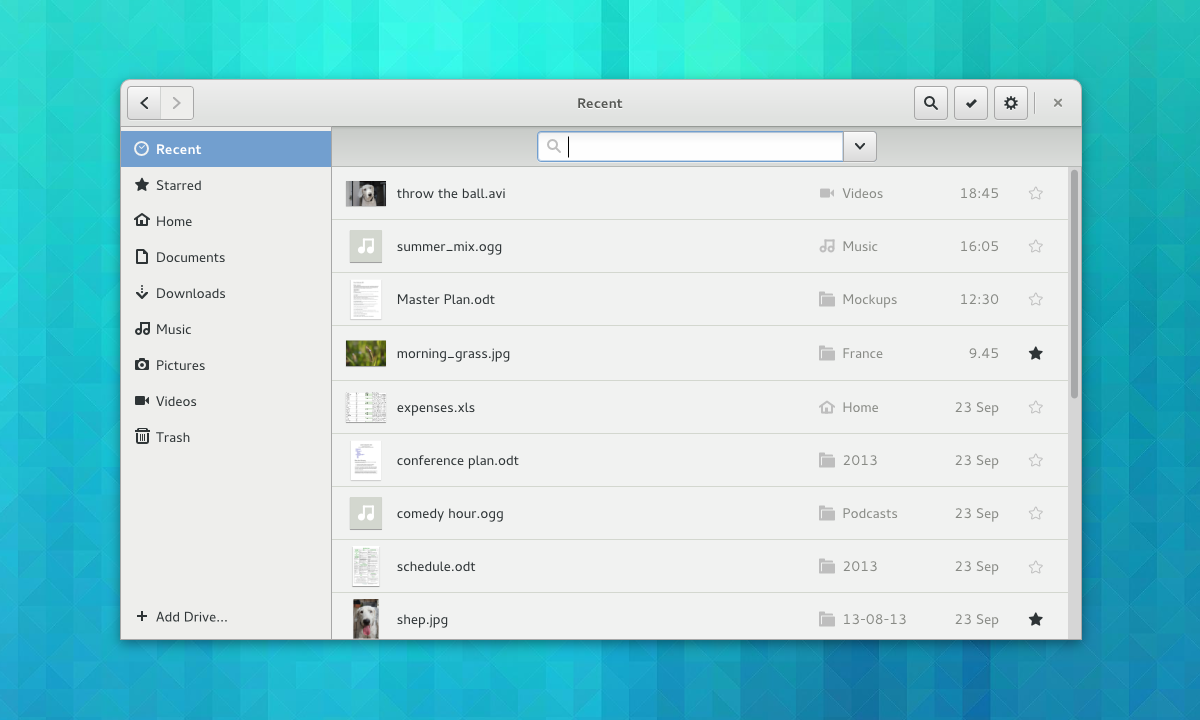 Recent
Recent
Starred
Home
Documents
Downloads
Music
Pictures
Videos
Trash
Add Drive...
throw the ball.avi Videos 18:45
summer_mix.ogg Music 16:05
Master Plan.odt Mockups 12:30
morning_grass.jpg France 9.45
expenses.xls Home 23 Sep
conference plan.odt 2013 23 Sep
comedy hour.ogg Podcasts 23 Sep
schedule.odt 2013 23 Sep
shep.jpg 13-08-13 23 Sep